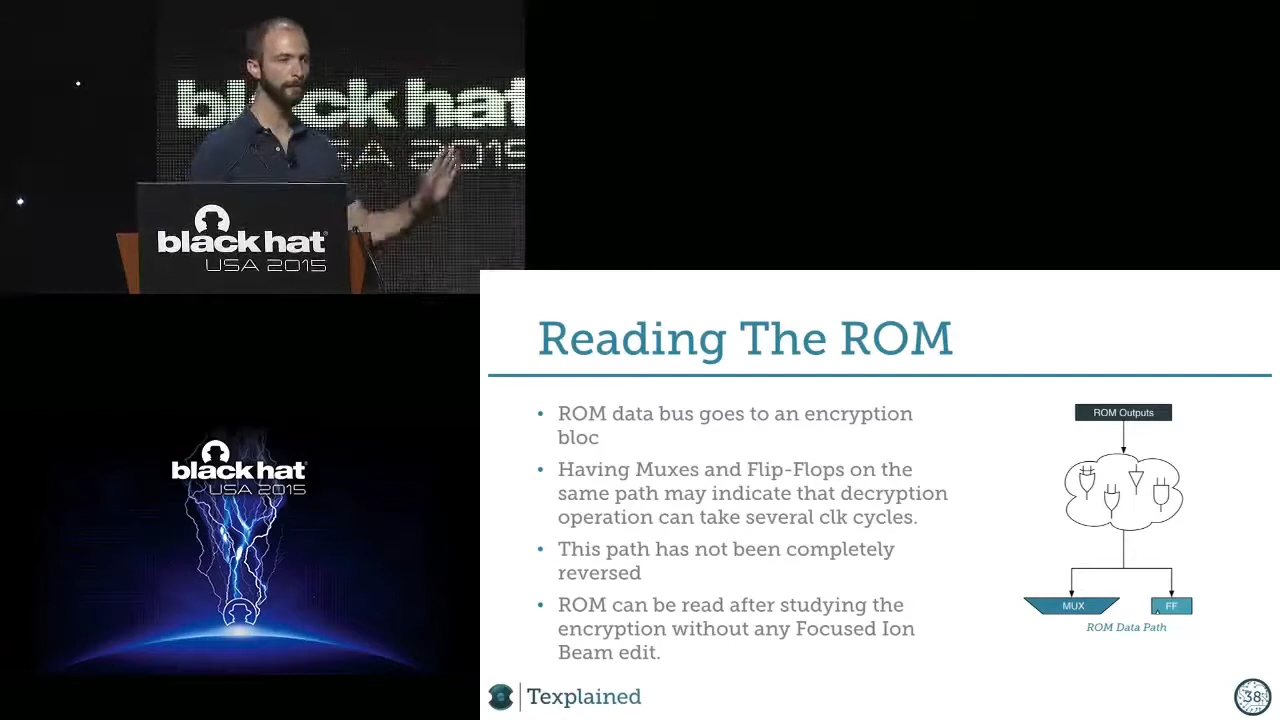 black hat
USA 2015
black hat
USA 2015
black hat
USA 2015
Reading The ROM
• ROM data bus goes to an encryption
bloc
• Having Muxes and Flip-Flops on the
same path may indicate that decryption
operation can take several clk cycles.
• This path has not been completely
reversed
• ROM can be read after studying the
encryption without any Focused Ion
Beam edit.
ROM Outputs
MUX
FF
ROM Data Path
Texplained
38